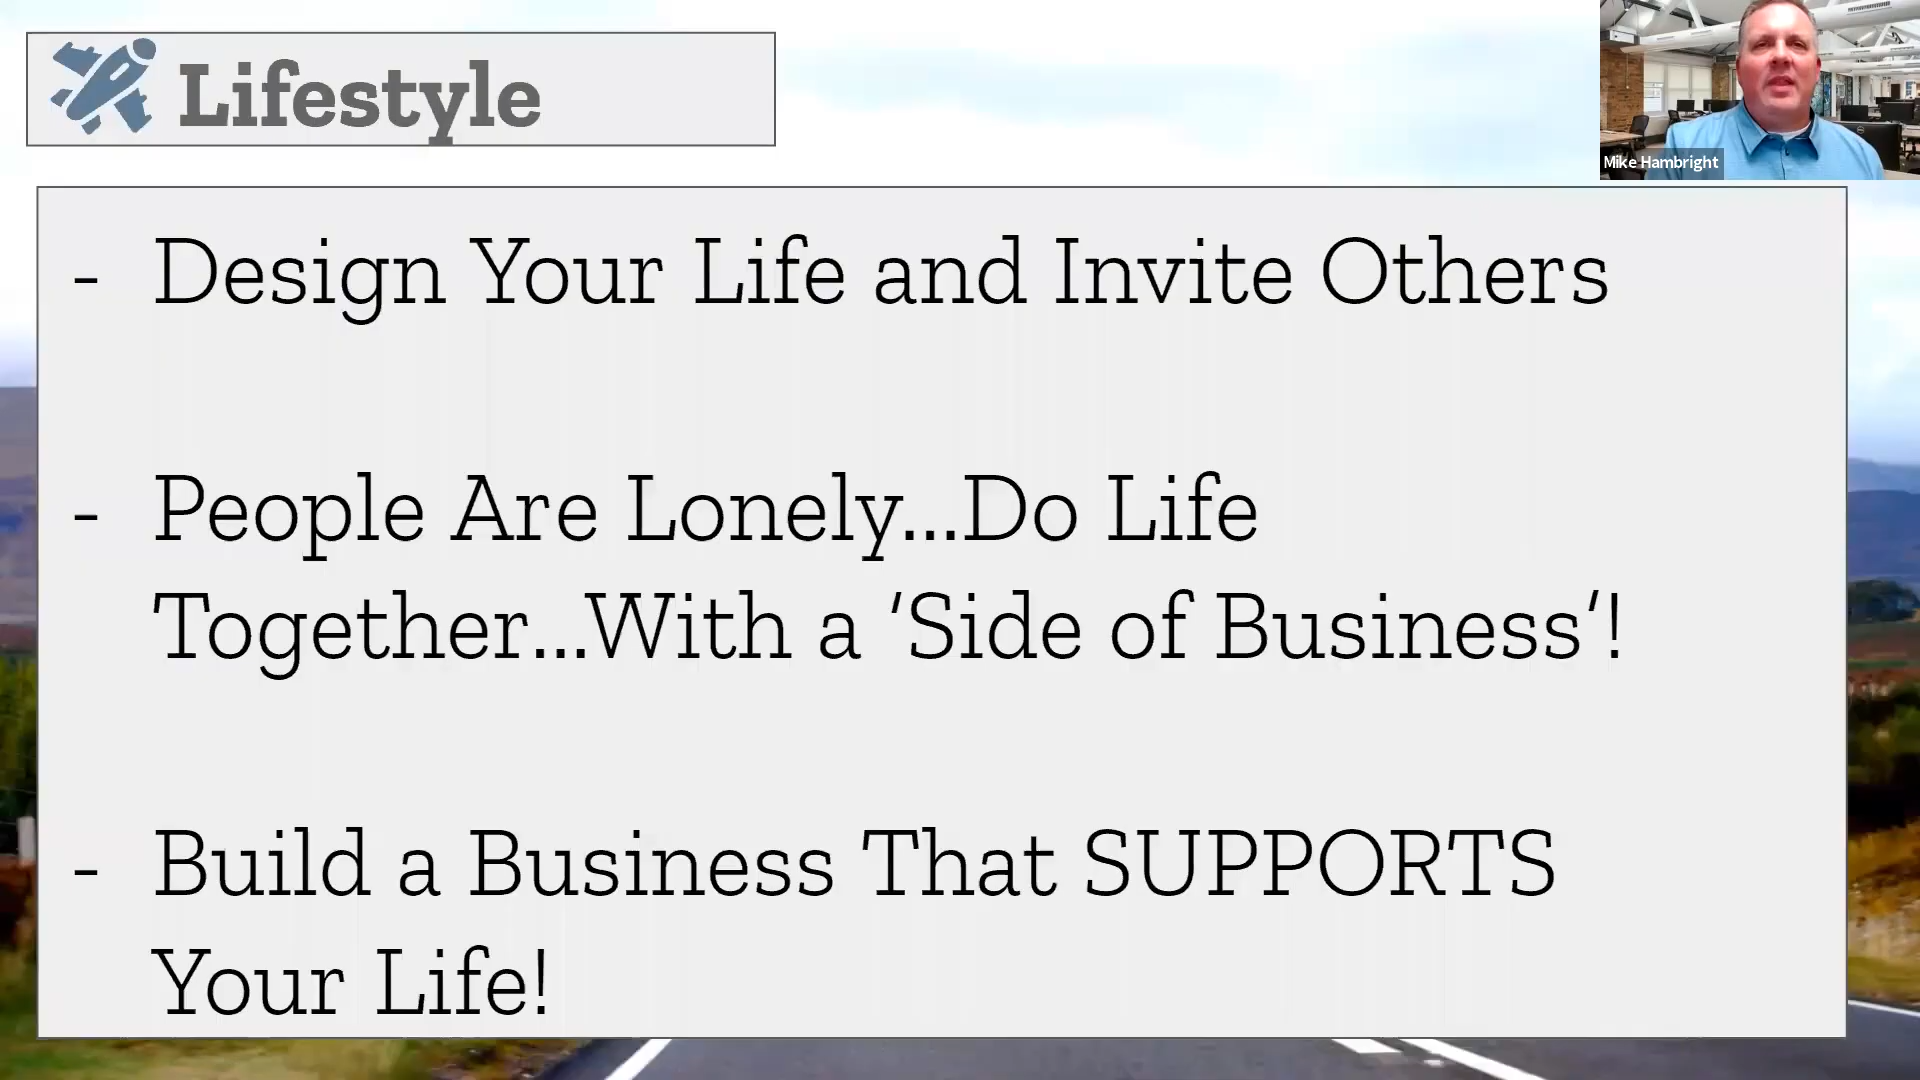 Lifestyle
Mike Hambright
- Design Your Life and Invite Others
- People Are Lonely...Do Life
Together...With a ‘Side of Business’!
- Build a Business That SUPPORTS
Your Life!